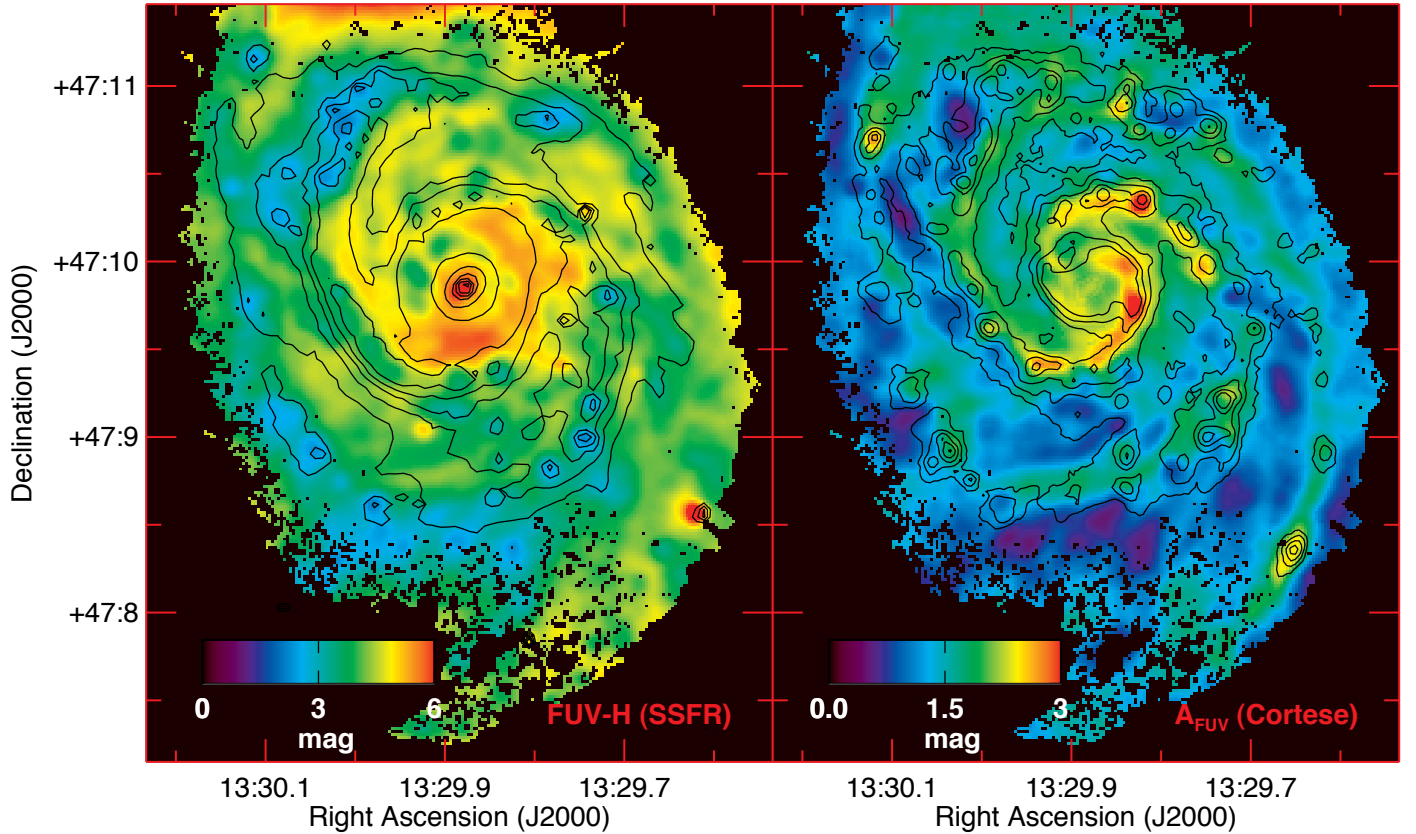 +47:11
+47:10
+47:9
+47:8
Declination (J2000)
0 3 6
mag
FUV-H (SSFR)
0.0 1.5 3
mag
A_FUV (Cortese)
13:30.1 13:29.9 13:29.7
Right Ascension (J2000)
13:30.1 13:29.9 13:29.7
Right Ascension (J2000)